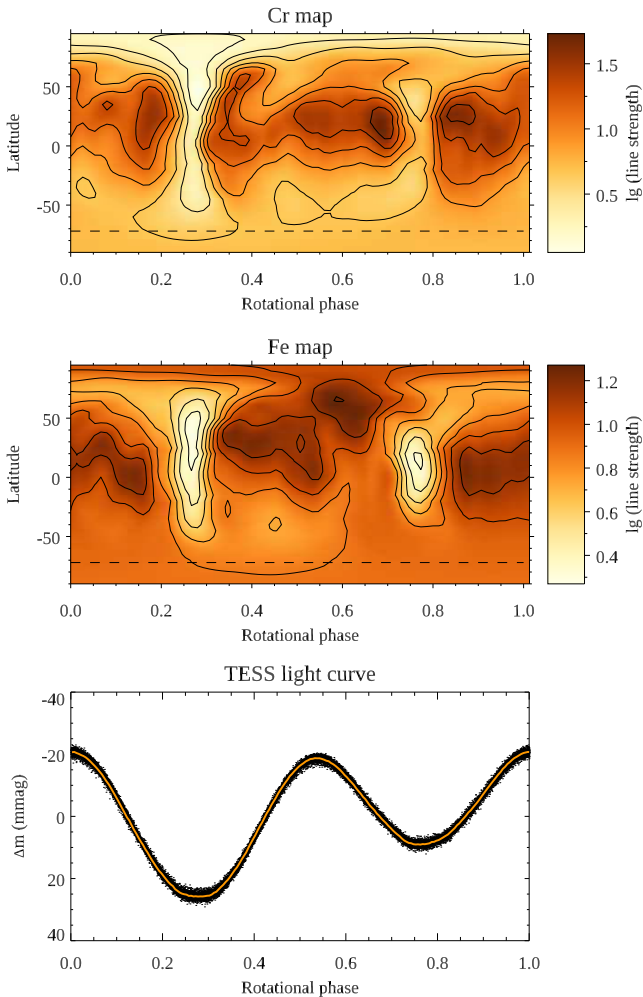 Cr map
50
0
-50
Latitude
0.0 0.2 0.4 0.6 0.8 1.0
Rotational phase
1.5
1.0
0.5
lg (line strength)
Fe map
50
0
-50
Latitude
0.0 0.2 0.4 0.6 0.8 1.0
Rotational phase
1.2
1.0
0.8
0.6
0.4
lg (line strength)
TESS light curve
-40
-20
0
20
40
Δm (mmag)
0.0 0.2 0.4 0.6 0.8 1.0
Rotational phase